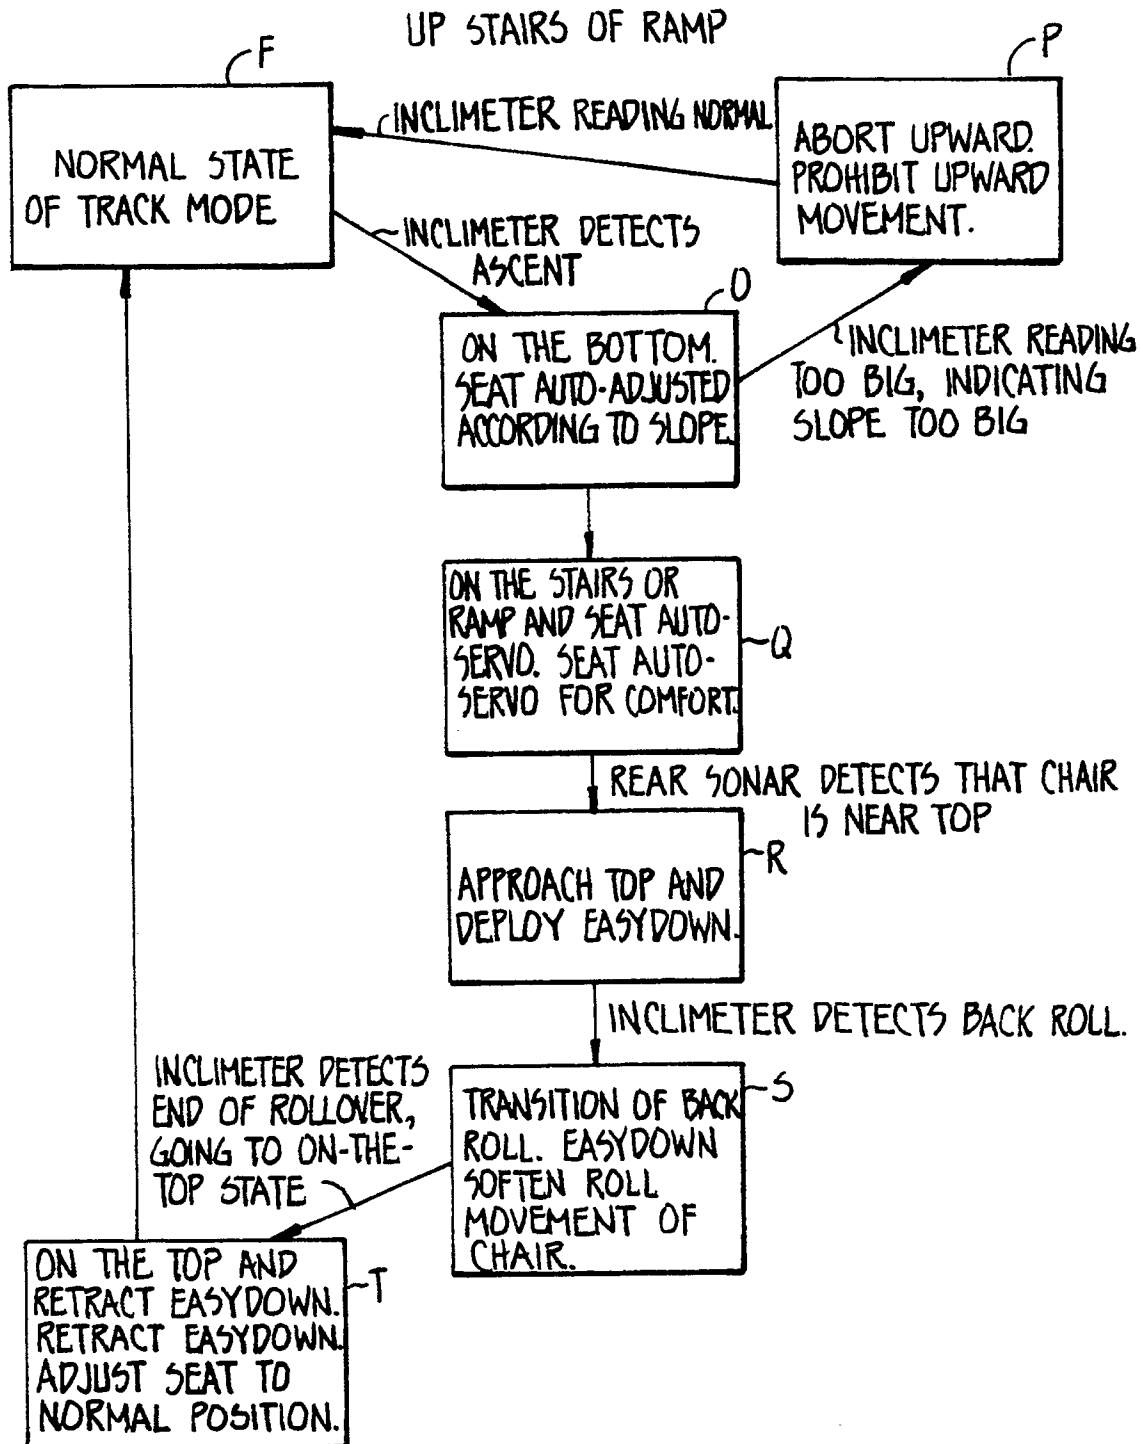 UP STAIRS OF RAMP
F
NORMAL STATE
OF TRACK MODE
INCLIMETER READING NORMAL
P
ABORT UPWARD.
PROHIBIT UPWARD
MOVEMENT.
INCLIMETER DETECTS
ASCENT
O
ON THE BOTTOM.
SEAT AUTO-ADJUSTED
ACCORDING TO SLOPE.
INCLIMETER READING
TOO BIG, INDICATING
SLOPE TOO BIG
ON THE STAIRS OR
RAMP AND SEAT AUTO-
SERVO. SEAT AUTO-
SERVO FOR COMFORT.
Q
REAR SONAR DETECTS THAT CHAIR
IS NEAR TOP
APPROACH TOP AND
DEPLOY EASYDOWN.
R
INCLIMETER DETECTS BACK ROLL.
TRANSITION OF BACK
ROLL. EASYDOWN
SOFTEN ROLL
MOVEMENT OF
CHAIR.
S
INCLIMETER DETECTS
END OF ROLLOVER,
GOING TO ON-THE-
TOP STATE
ON THE TOP AND
RETRACT EASYDOWN.
RETRACT EASYDOWN.
ADJUST SEAT TO
NORMAL POSITION.
T